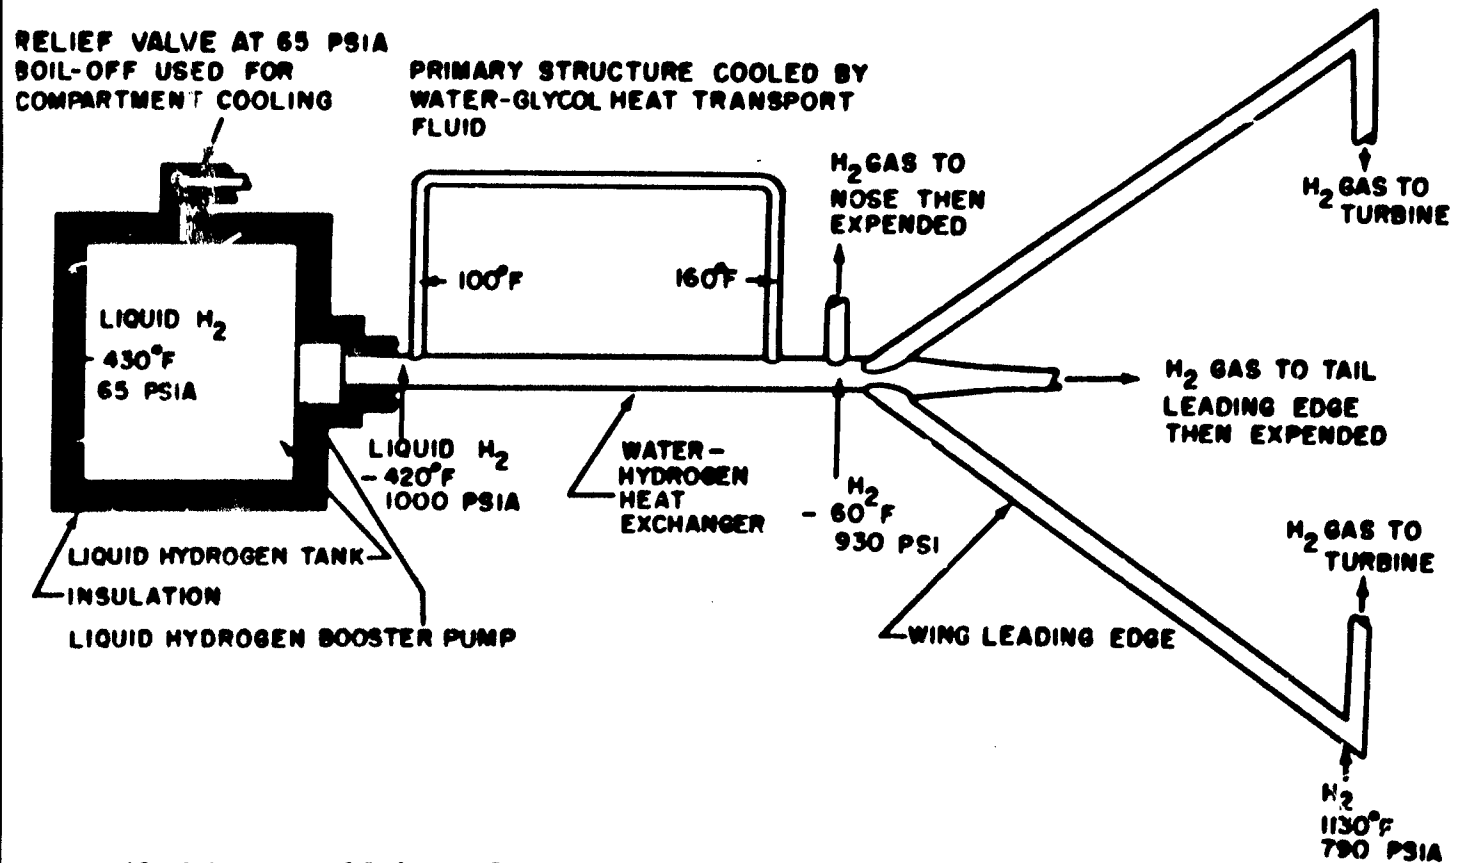 RELIEF VALVE AT 65 PSIA
BOIL-OFF USED FOR
COMPARTMENT COOLING
PRIMARY STRUCTURE COOLED BY
WATER-GLYCOL HEAT TRANSPORT
FLUID
H2 GAS TO
NOSE THEN
EXPENDED
H2 GAS TO
TURBINE
100°F
160°F
LIQUID H2
- 430°F
65 PSIA
H2 GAS TO TAIL
LEADING EDGE
THEN EXPENDED
LIQUID H2
- 420°F
1000 PSIA
WATER-
HYDROGEN
HEAT
EXCHANGER
H2
- 60°F
930 PSI
H2 GAS TO
TURBINE
LIQUID HYDROGEN TANK
INSULATION
LIQUID HYDROGEN BOOSTER PUMP
WING LEADING EDGE
H2
1130°F
790 PSIA